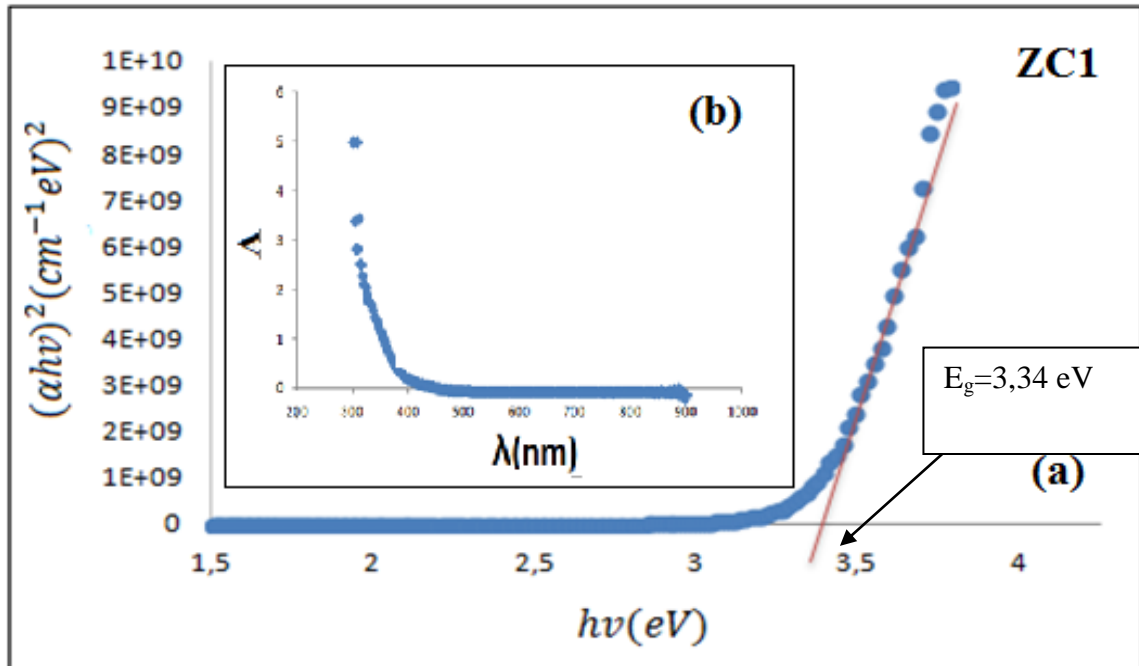 ZC1
(αhν)²(cm⁻¹eV)²
1E+10
9E+09
8E+09
7E+09
6E+09
5E+09
4E+09
3E+09
2E+09
1E+09
0
1,5
2
2,5
3
3,5
4
hν(eV)
(b)
A
6
5
4
3
2
1
0
200
300
400
500
600
700
800
900
1000
λ(nm)
E_g=3,34 eV
(a)